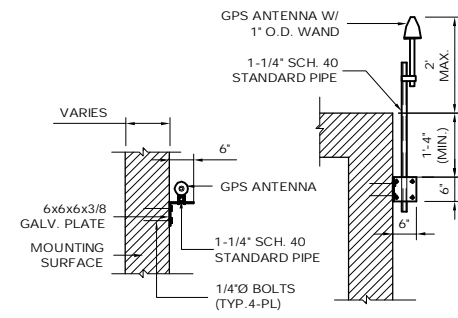 GPS ANTENNA W/
1" O.D. WAND
1-1/4" SCH. 40
STANDARD PIPE
2'
MAX.
1'-4"
(MIN.)
6"
6"
VARIES
6"
GPS ANTENNA
6x6x6x3/8
GALV. PLATE
MOUNTING
SURFACE
1-1/4" SCH. 40
STANDARD PIPE
1/4"Ø BOLTS
(TYP.4-PL)